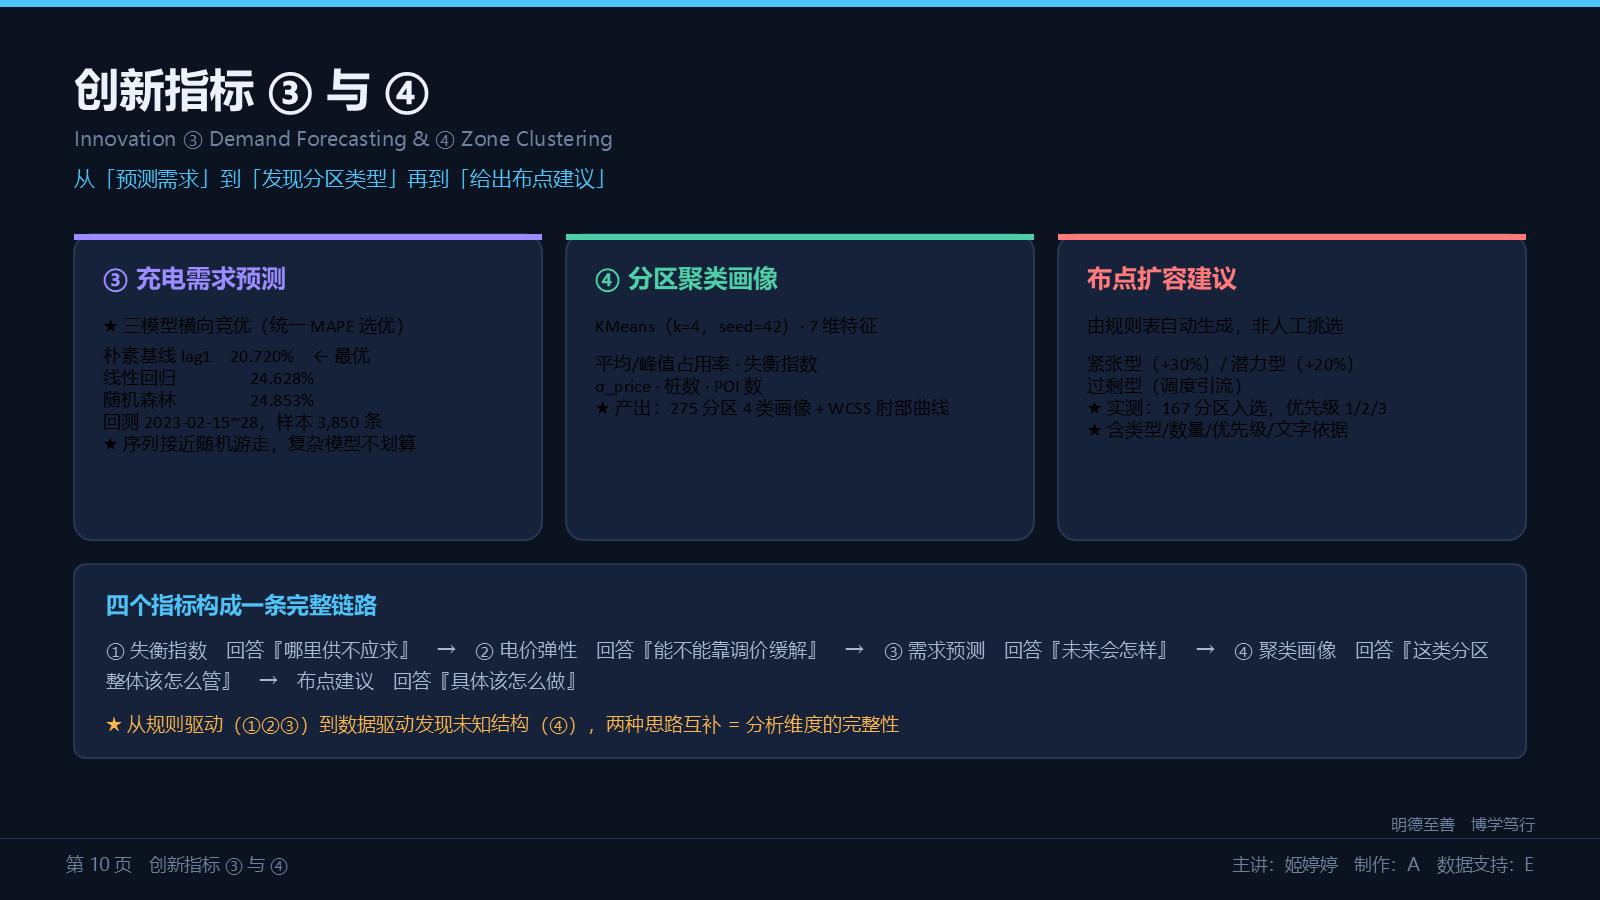 创新指标 ③ 与 ④
Innovation ③ Demand Forecasting & ④ Zone Clustering
从「预测需求」到「发现分区类型」再到「给出布点建议」
③ 充电需求预测
★ 三模型横向竞优（统一 MAPE 选优）
朴素基线 lag1 20.720% ← 最优
线性回归 24.628%
随机森林 24.853%
回测 2023-02-15~28，样本 3,850 条
★ 序列接近随机游走，复杂模型不划算
④ 分区聚类画像
KMeans（k=4，seed=42）· 7 维特征
平均/峰值占用率 · 失衡指数
σ_price · 桩数 · POI 数
★ 产出：275 分区 4 类画像 + WCSS 肘部曲线
布点扩容建议
由规则表自动生成，非人工挑选
紧张型（+30%）/ 潜力型（+20%）
过剩型（调度引流）
★ 实测：167 分区入选，优先级 1/2/3
★ 含类型/数量/优先级/文字依据
四个指标构成一条完整链路
① 失衡指数 回答『哪里供不应求』 → ② 电价弹性 回答『能不能靠调价缓解』 → ③ 需求预测 回答『未来会怎样』 → ④ 聚类画像 回答『这类分区
整体该怎么管』 → 布点建议 回答『具体该怎么做』
★ 从规则驱动（①②③）到数据驱动发现未知结构（④），两种思路互补 = 分析维度的完整性
明德至善 博学笃行
第 10 页 创新指标 ③ 与 ④
主讲：姬婷婷 制作：A 数据支持：E